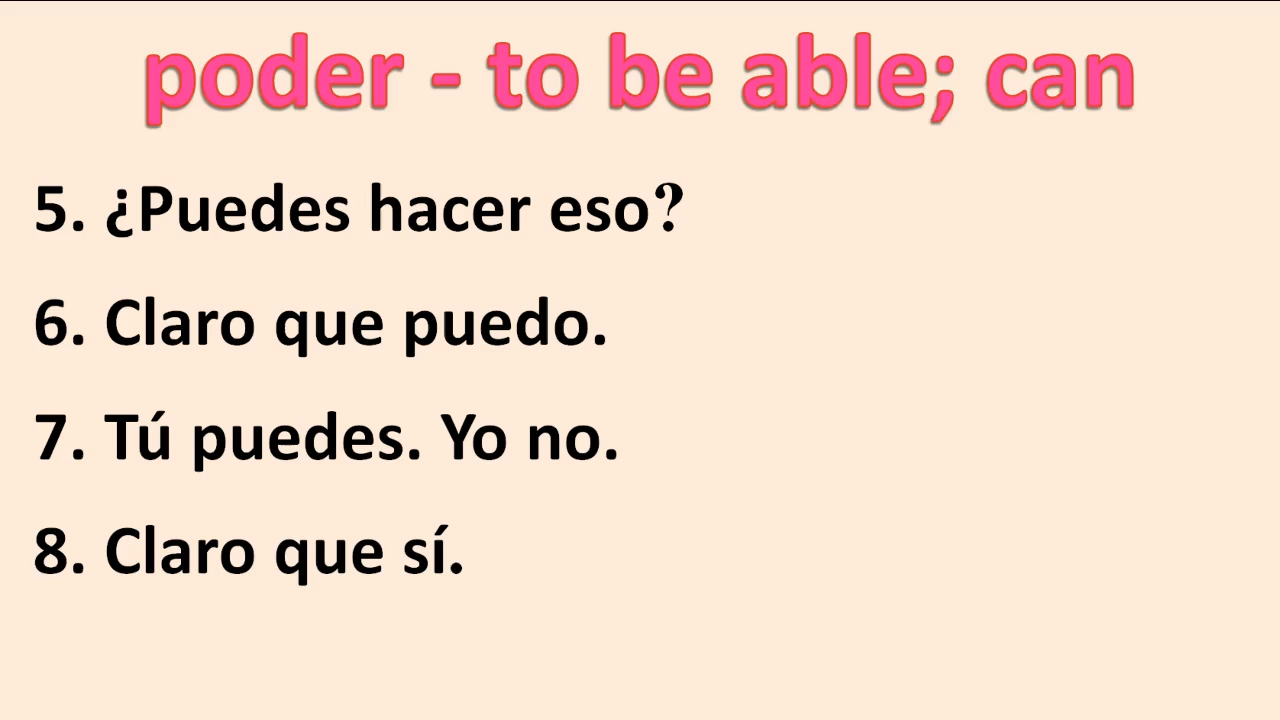 poder - to be able; can
5. ¿Puedes hacer eso?
6. Claro que puedo.
7. Tú puedes. Yo no.
8. Claro que sí.